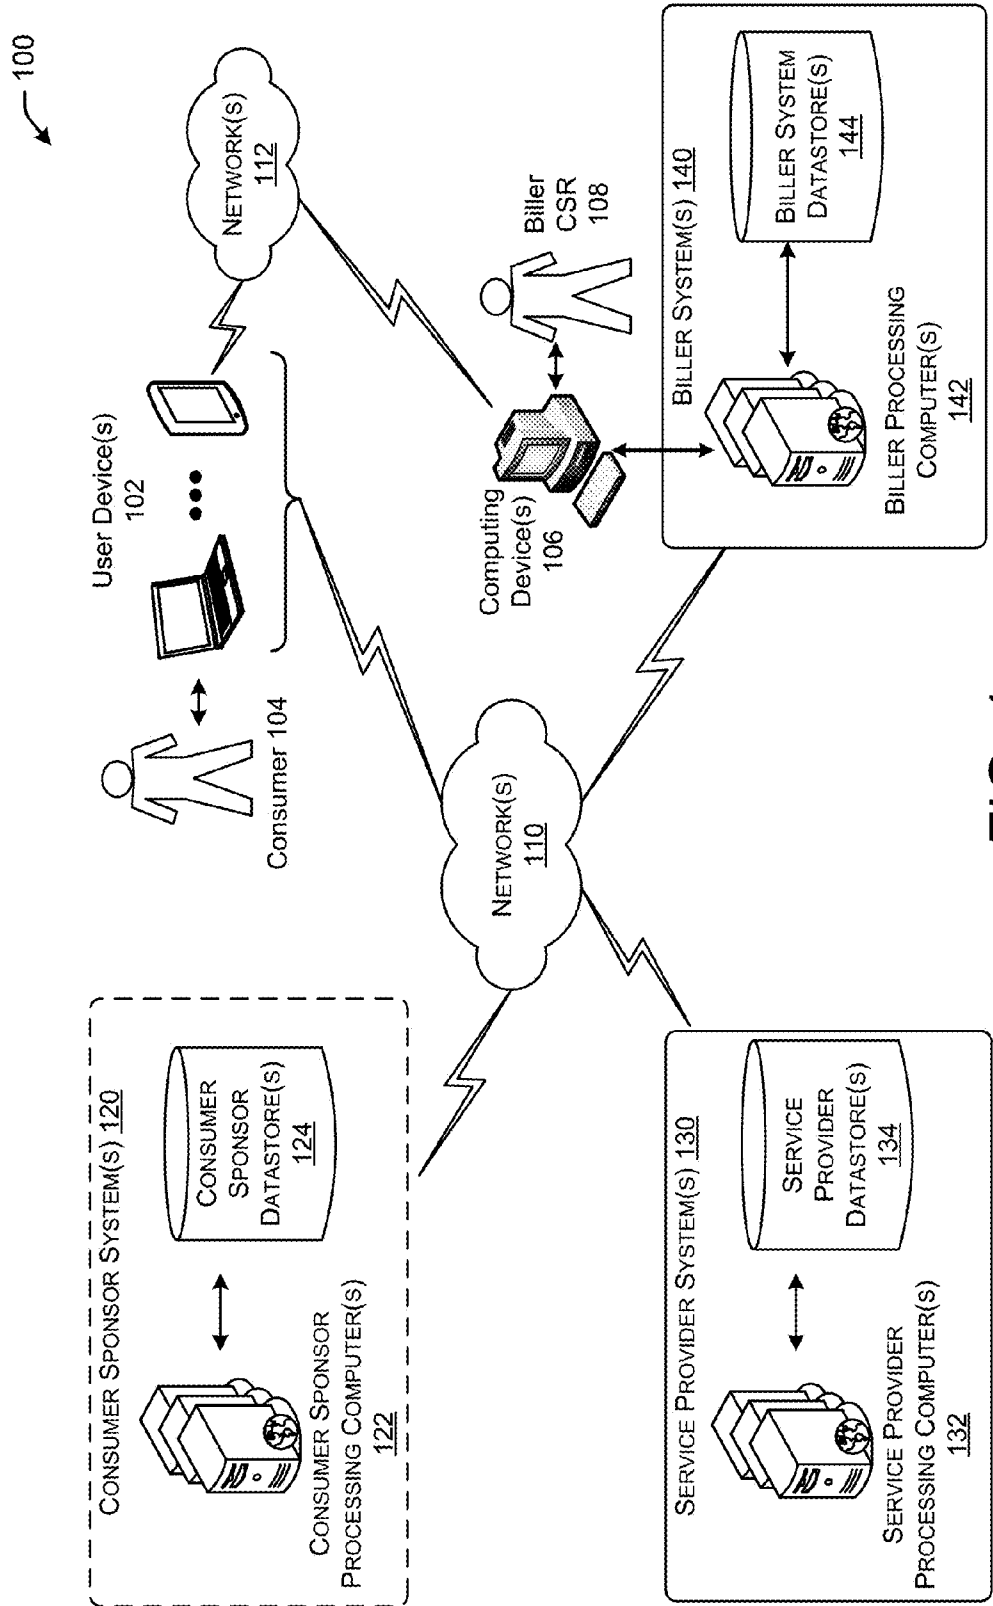 100
User Device(s)
102
Consumer 104
NETWORK(S)
112
Biller
CSR
108
Computing
Device(s)
106
NETWORK(S)
110
CONSUMER SPONSOR SYSTEM(S) 120
CONSUMER
SPONSOR
DATASTORE(S)
124
CONSUMER SPONSOR
PROCESSING COMPUTER(S)
122
SERVICE PROVIDER SYSTEM(S) 130
SERVICE
PROVIDER
DATASTORE(S)
134
SERVICE PROVIDER
PROCESSING COMPUTER(S)
132
BILLER SYSTEM(S) 140
BILLER SYSTEM
DATASTORE(S)
144
BILLER PROCESSING
COMPUTER(S)
142